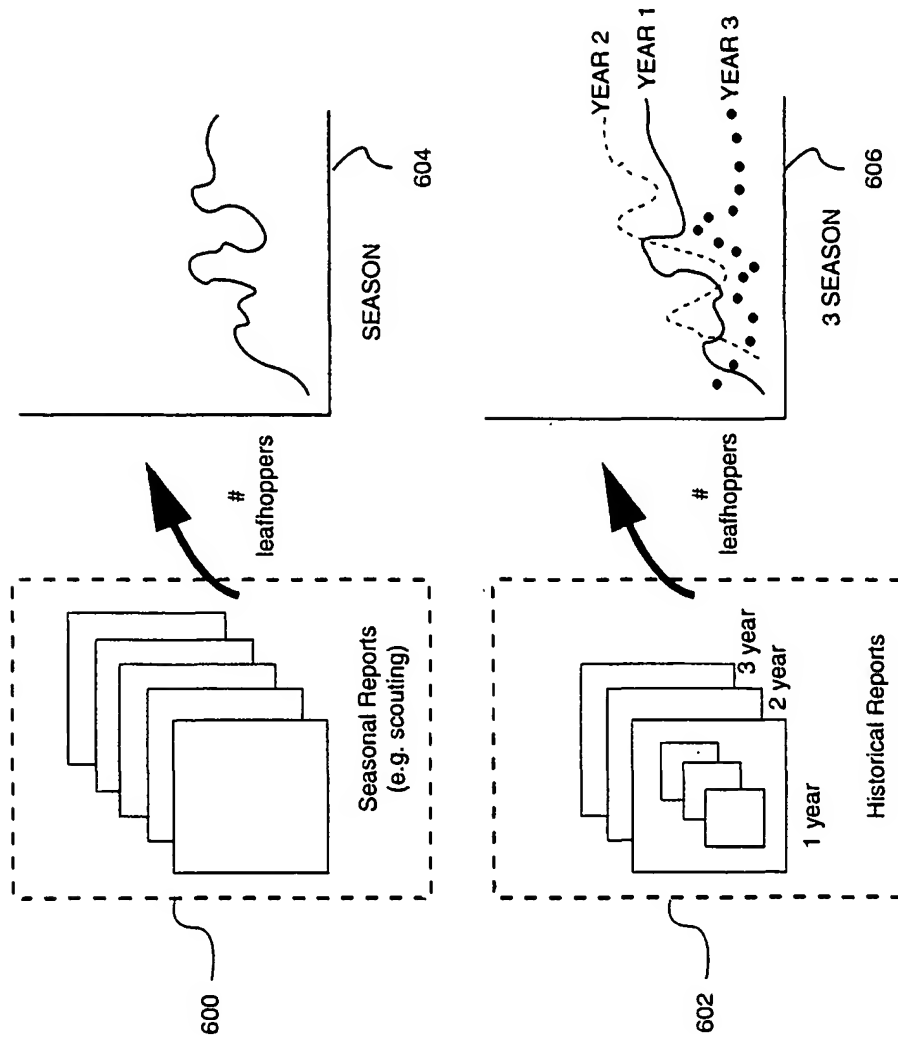 600
Seasonal Reports
(e.g. scouting)
#
leafhoppers
SEASON
604
602
1 year
2 year
3 year
Historical Reports
#
leafhoppers
YEAR 2
YEAR 1
YEAR 3
3 SEASON
606